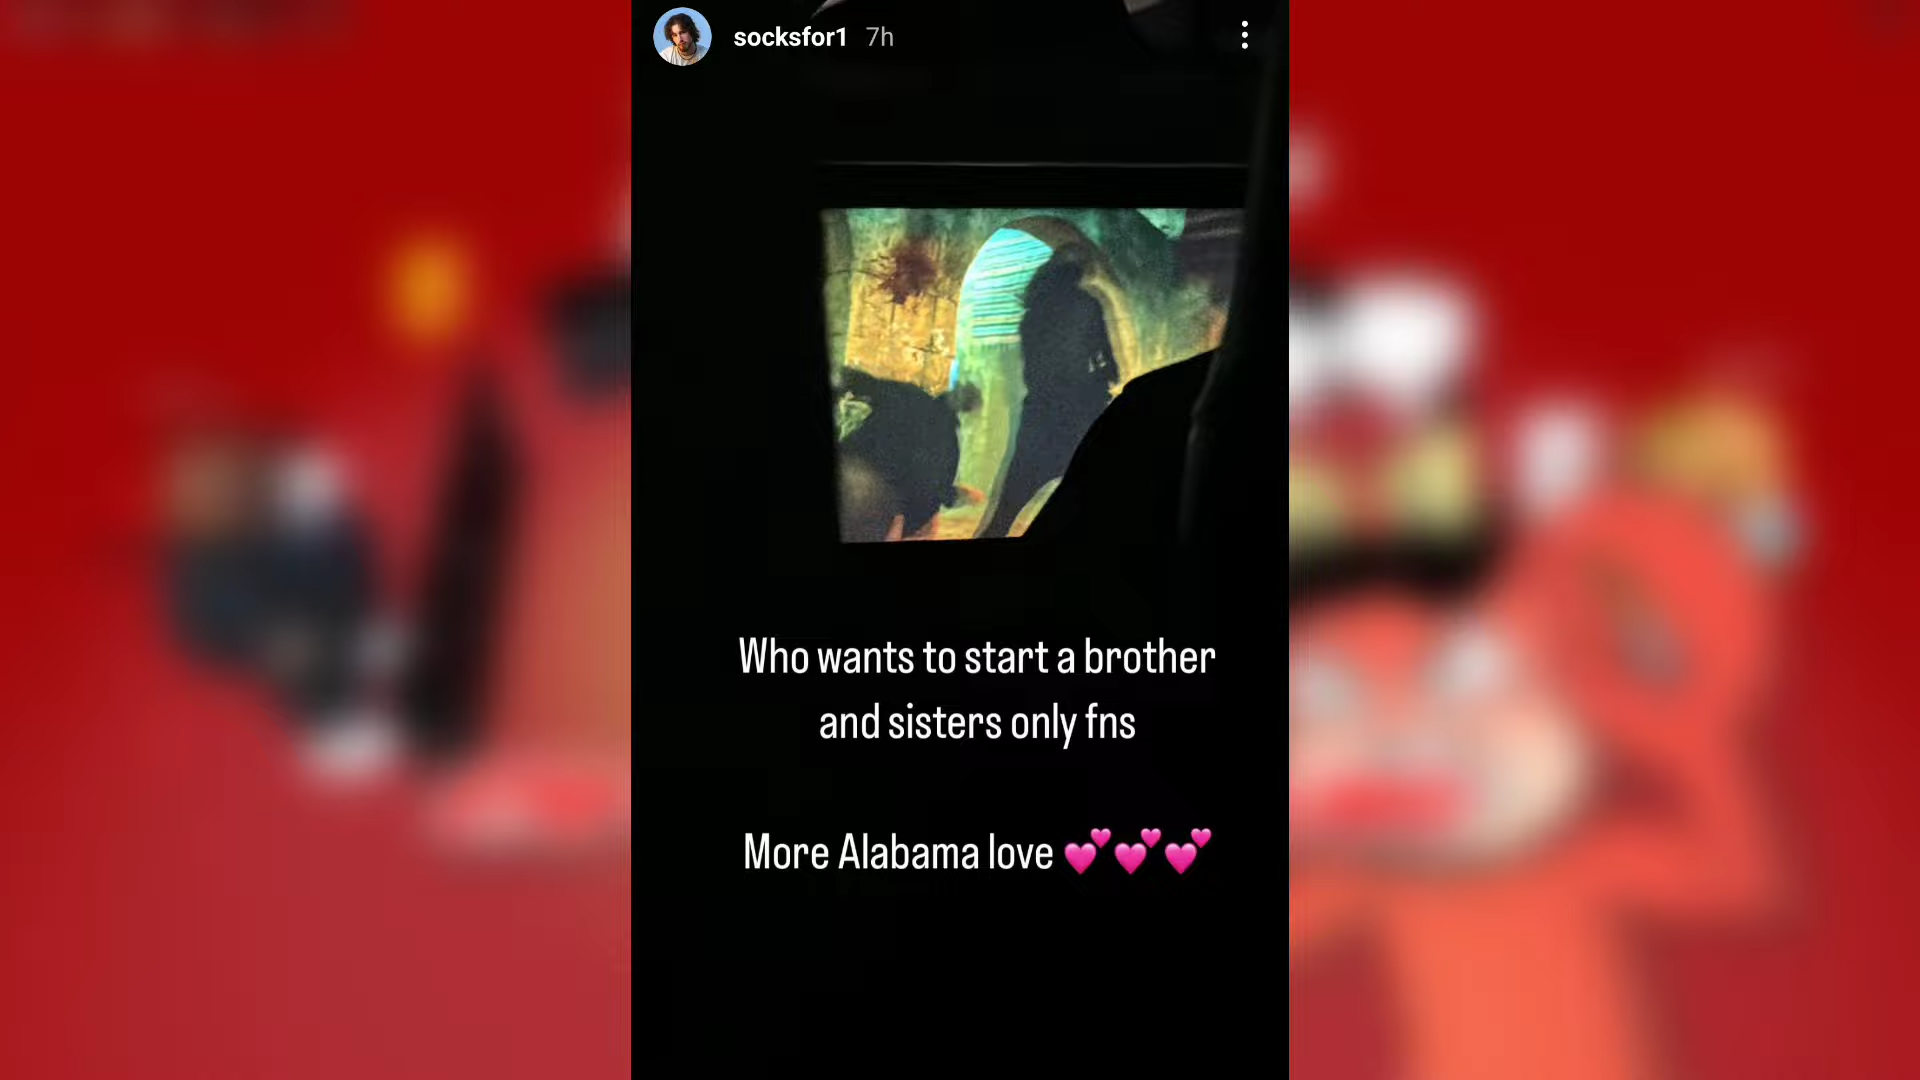 socksfor1 7h
Who wants to start a brother
and sisters only fns
More Alabama love 💕💕💕